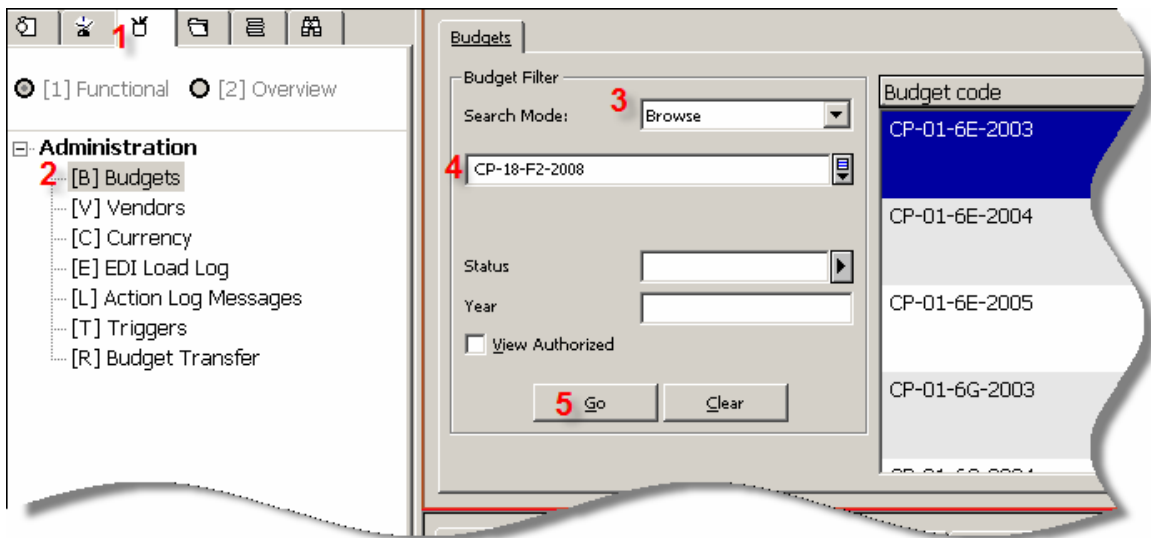 1
[1] Functional [2] Overview
Administration
2 [B] Budgets
[V] Vendors
[C] Currency
[E] EDI Load Log
[L] Action Log Messages
[T] Triggers
[R] Budget Transfer
Budgets
Budget Filter
Search Mode: 3 Browse
4 CP-18-F2-2008
Status
Year
View Authorized
5 Go Clear
Budget code
CP-01-6E-2003
CP-01-6E-2004
CP-01-6E-2005
CP-01-6G-2003